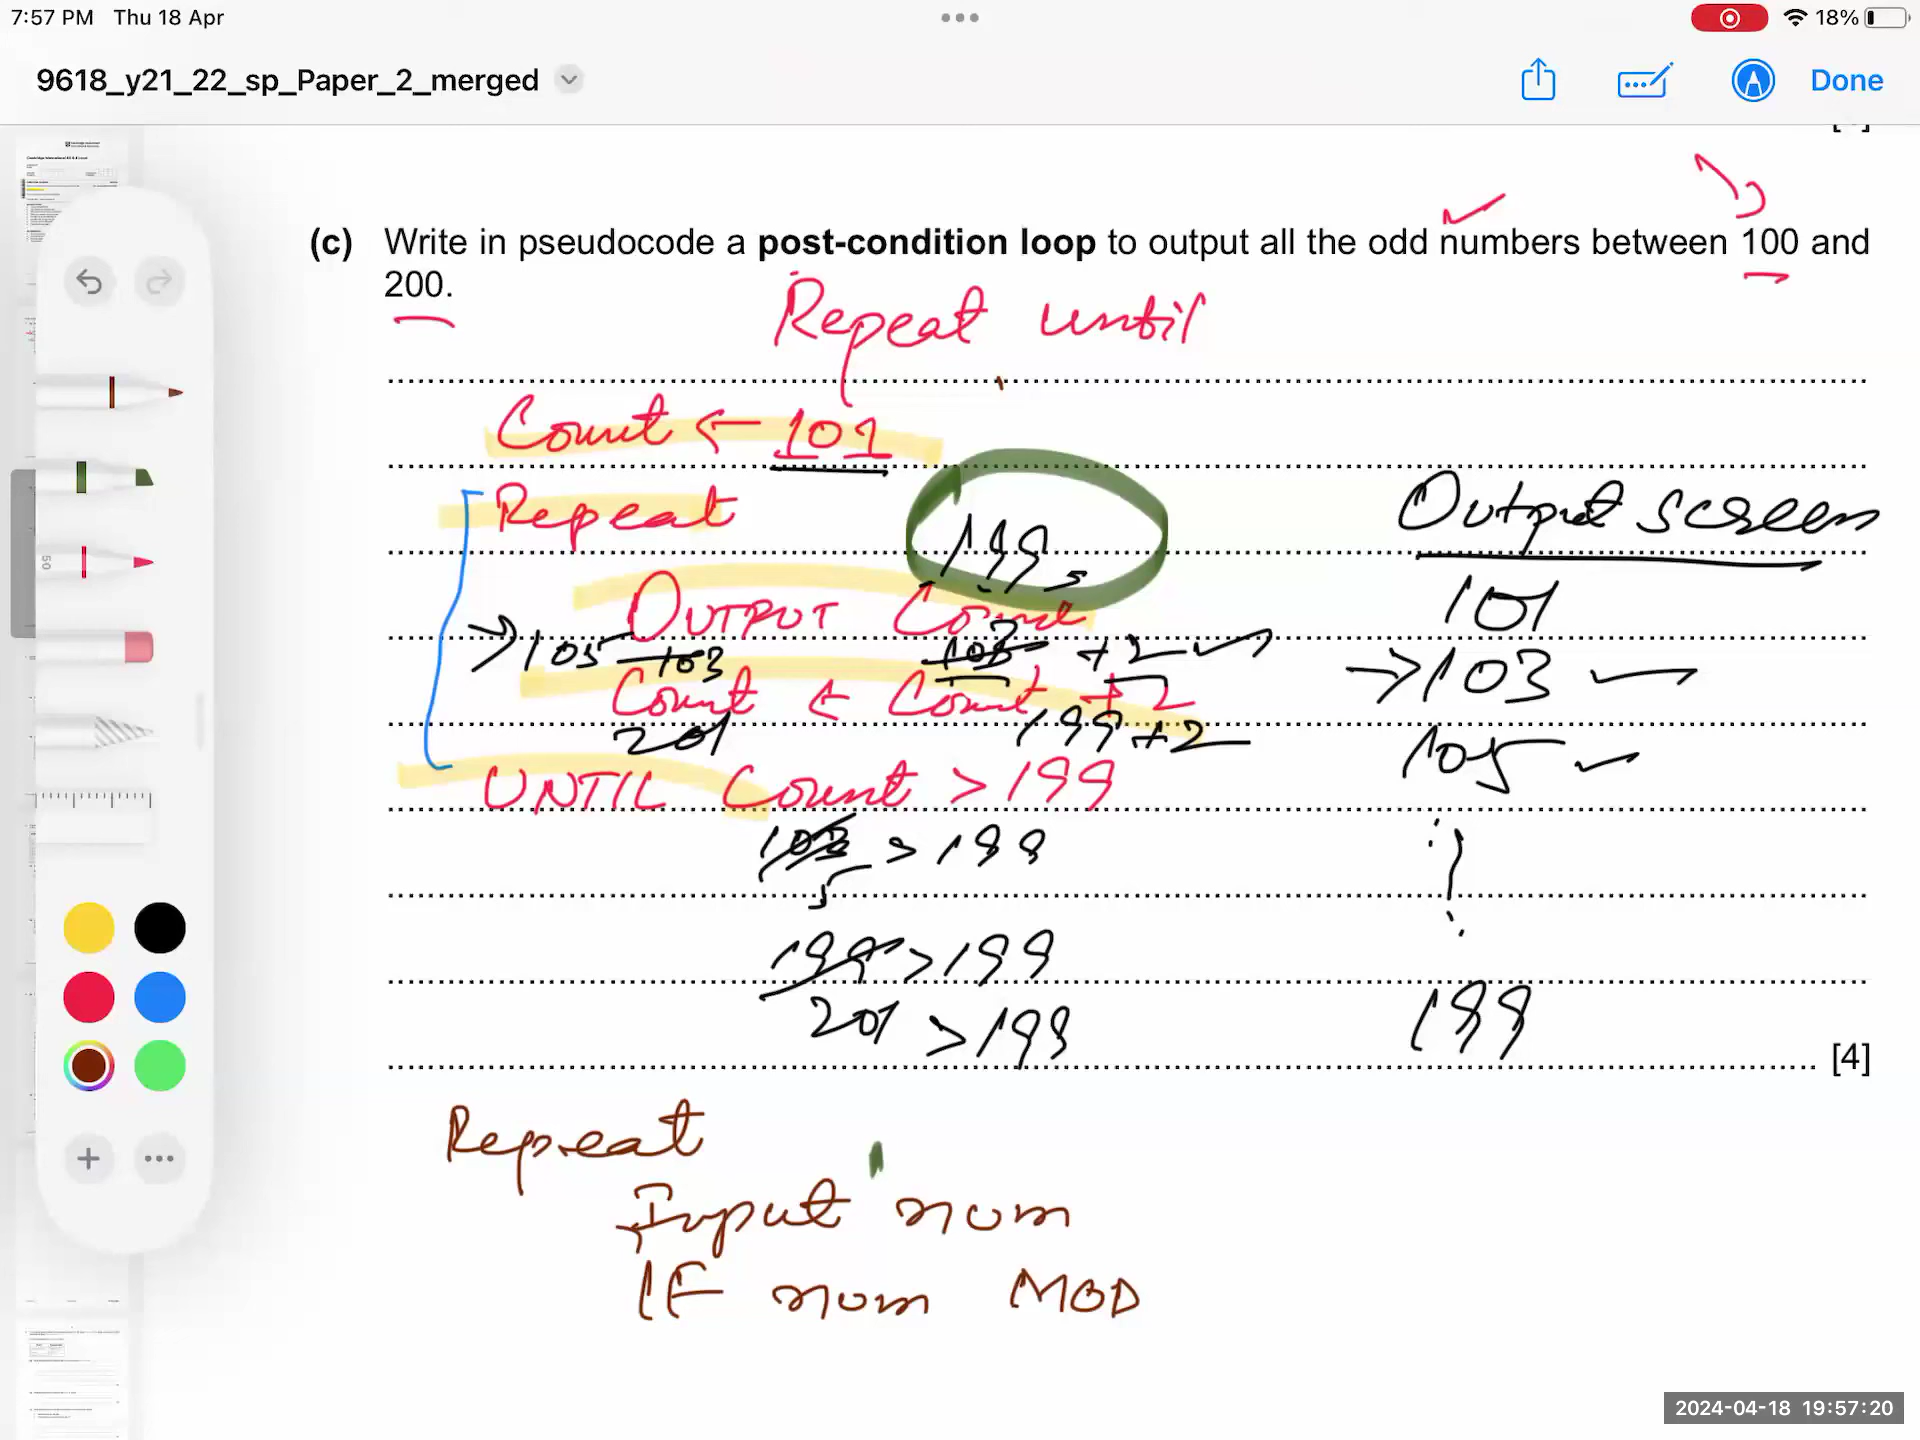 7:57 PM Thu 18 Apr
18%
9618_y21_22_sp_Paper_2_merged
Done
(c) Write in pseudocode a post-condition loop to output all the odd numbers between 100 and
200.
Repeat until
Count ← 101
Repeat
199
Output screen
OUTPUT Count
101
105 103 103 +2
103
Count ← Count + 2
201 199 +2
105
UNTIL Count > 199
103 > 199
5
199 > 199
201 > 199
199
[4]
Repeat
Input num
IF num MOD
50
2024-04-18 19:57:20